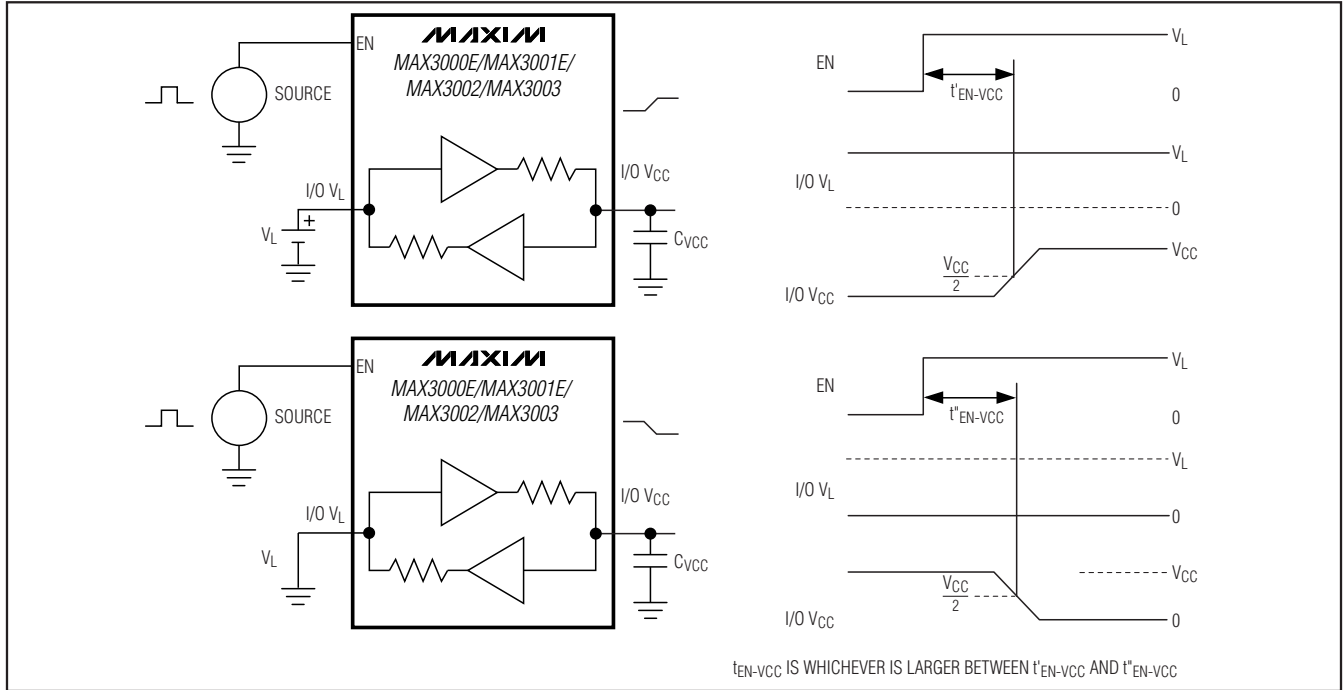 MAXIM
MAX3000E/MAX3001E/
MAX3002/MAX3003
EN
SOURCE
I/O VL
VL
+
I/O VCC
CVCC
EN
VL
t'EN-VCC
0
VL
I/O VL
0
VCC
VCC
2
I/O VCC
MAXIM
MAX3000E/MAX3001E/
MAX3002/MAX3003
EN
SOURCE
I/O VL
VL
I/O VCC
CVCC
VL
EN
t"EN-VCC
0
VL
I/O VL
0
VCC
VCC
2
I/O VCC
0
tEN-VCC IS WHICHEVER IS LARGER BETWEEN t'EN-VCC AND t"EN-VCC